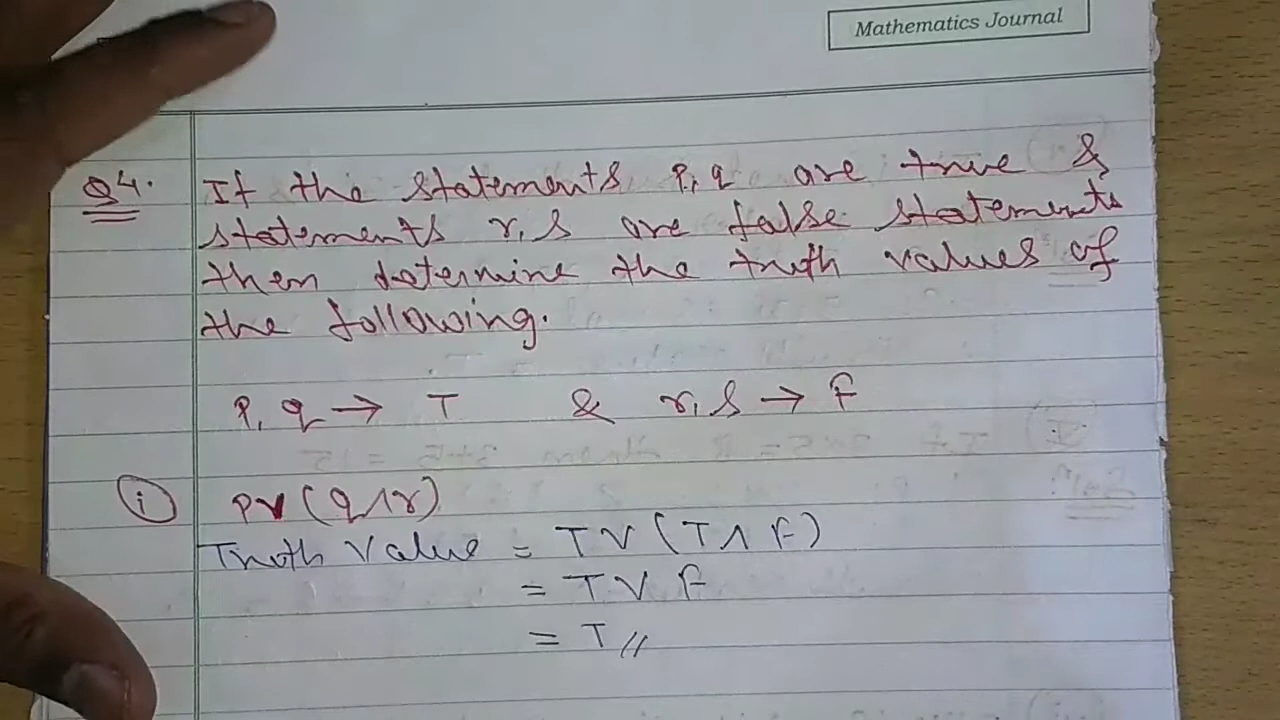 Mathematics Journal
Q4. If the statements p, q are true &
statements r, s are false statements
then determine the truth values of
the following.
p, q → T & r, s → F
i p∨(q∧r)
Truth Value = T∨(T∧F)
= T∨F
= T //